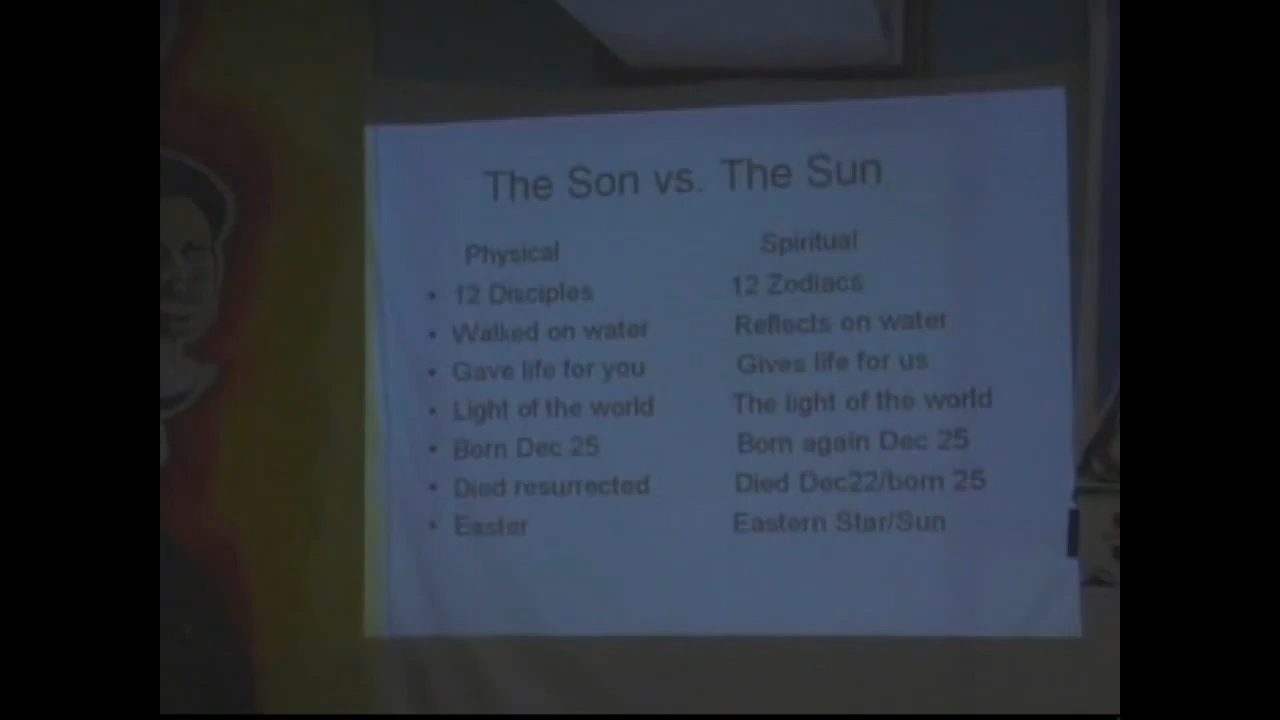 The Son vs. The Sun
Physical Spiritual
• 12 Disciples 12 Zodiacs
• Walked on water Reflects on water
• Gave life for you Gives life for us
• Light of the world The light of the world
• Born Dec 25 Born again Dec 25
• Died resurrected Died Dec22/born 25
• Easter Eastern Star/Sun